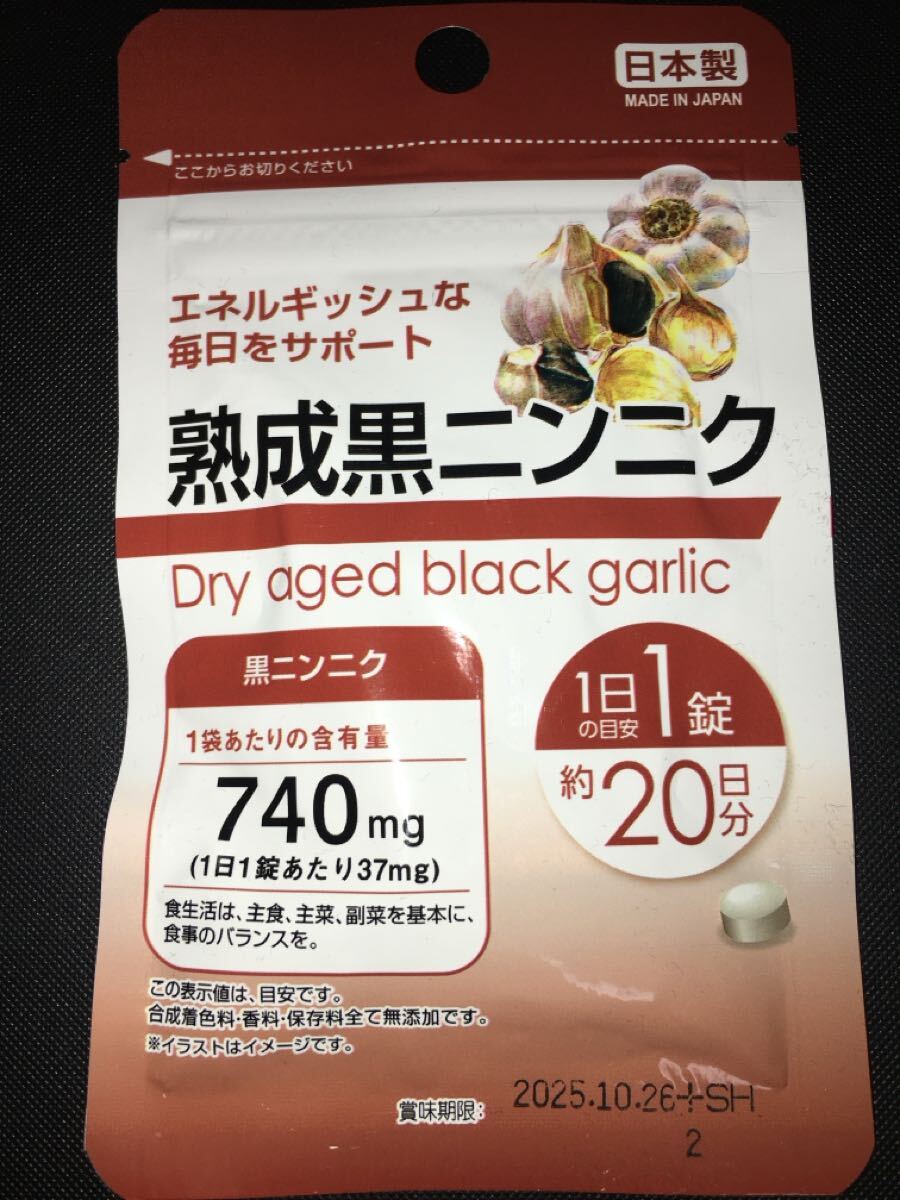 日本製
MADE IN JAPAN
ここからお切りください
エネルギッシュな
毎日をサポート
熟成黒ニンニク
Dry aged black garlic
黒ニンニク
1袋あたりの含有量
740mg
(1日1錠あたり37mg)
食生活は、主食、主菜、副菜を基本に、
食事のバランスを。
1日の目安1錠
約20日分
この表示値は、目安です。
合成着色料・香料・保存料全て無添加です。
※イラストはイメージです。
賞味期限: 2025.10.26+SH
2